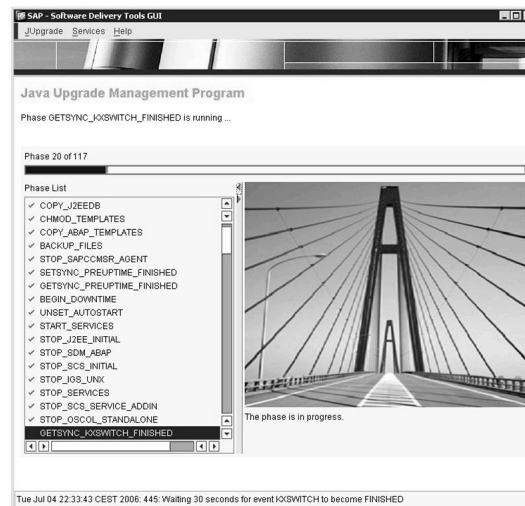 SAP - Software Delivery Tools GUI
JUpgrade Services Help
Java Upgrade Management Program
Phase GETSYNC_KXSWITCH_FINISHED is running ...
Phase 20 of 117
Phase List
COPY_J2EEDB
CHMOD_TEMPLATES
COPY_ABAP_TEMPLATES
BACKUP_FILES
STOP_SAPCCMSR_AGENT
SETSYNC_PREUPTIME_FINISHED
GETSYNC_PREUPTIME_FINISHED
BEGIN_DOWNTIME
UNSET_AUTOSTART
START_SERVICES
STOP_J2EE_INITIAL
STOP_SDM_ABAP
STOP_SCS_INITIAL
STOP_IGS_UNX
STOP_SERVICES
STOP_SCS_SERVICE_ADDIN
STOP_OSCOL_STANDALONE
GETSYNC_KXSWITCH_FINISHED
The phase is in progress.
Tue Jul 04 22:33:43 CEST 2006: 445: Waiting 30 seconds for event KXSWITCH to become FINISHED